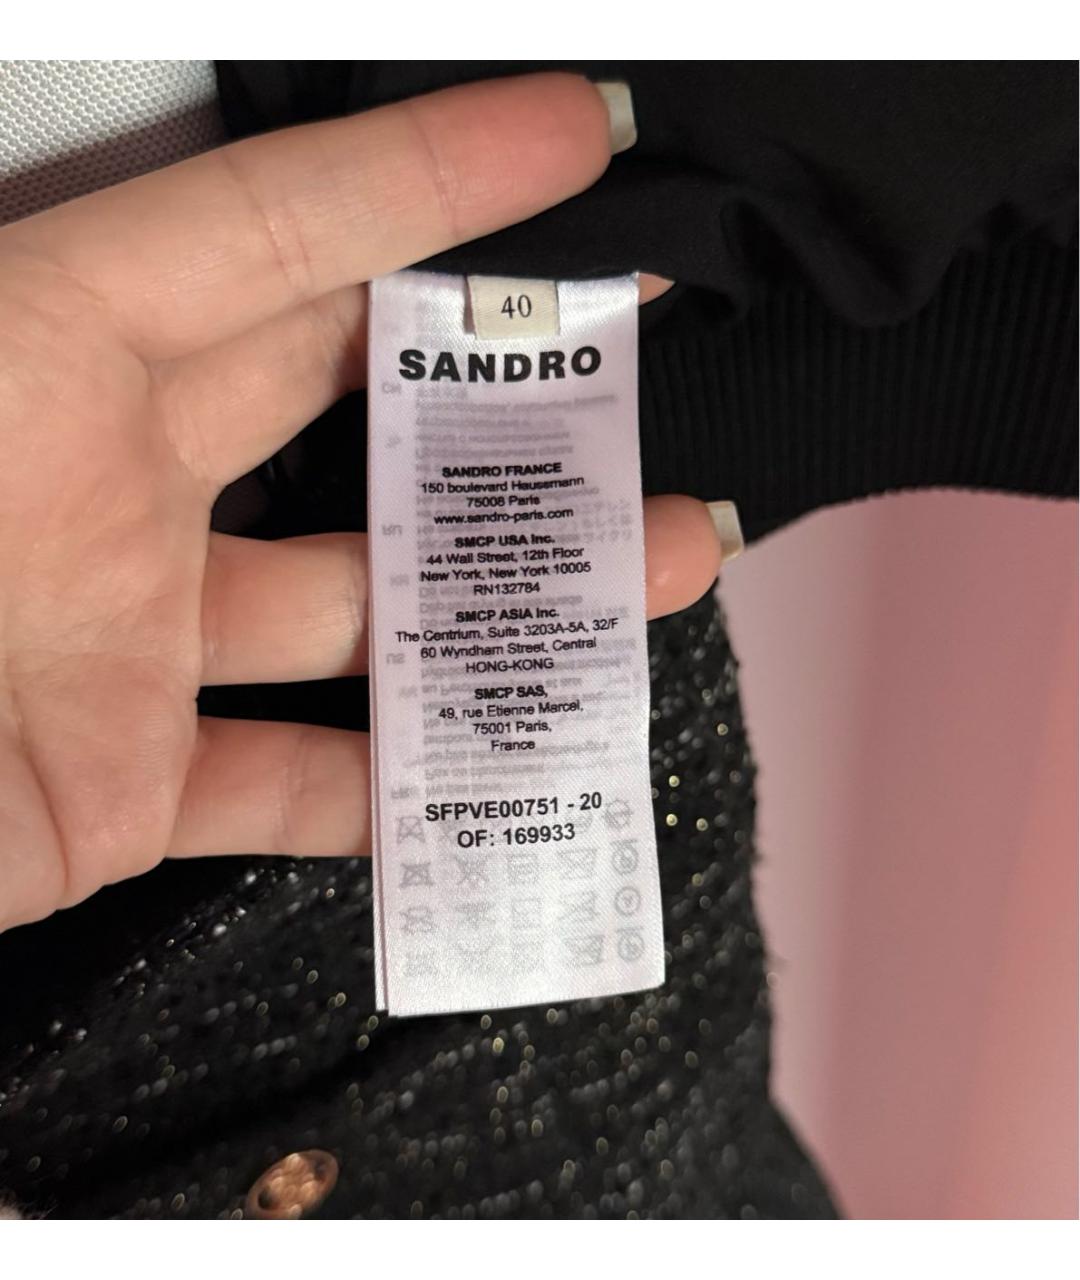 40
SANDRO
SANDRO FRANCE
150 boulevard Haussmann
75008 Paris
www.sandro-paris.com
SMCP USA Inc.
44 Wall Street, 12th Floor
New York, New York 10005
RN132784
SMCP ASIA Inc.
The Centrium, Suite 3203A-5A, 32/F
60 Wyndham Street, Central
HONG-KONG
SMCP SAS,
49, rue Etienne Marcel,
75001 Paris,
France
SFPVE00751 - 20
OF: 169933